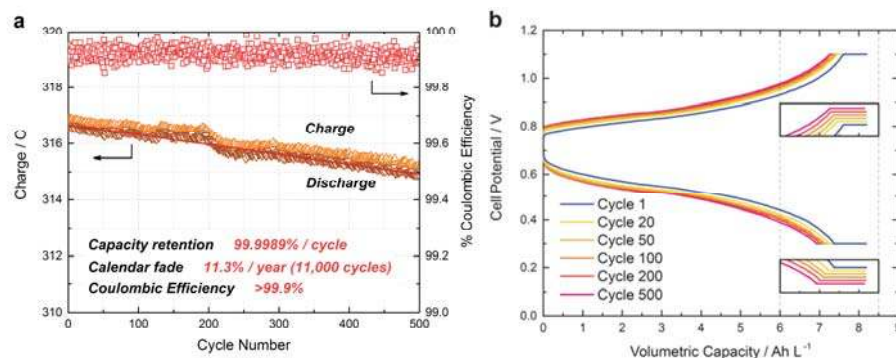 a
320
318
316
314
312
310
Charge / C
100.0
99.8
99.6
99.4
99.2
99.0
% Coulombic Efficiency
Charge
Discharge
Capacity retention 99.9989% / cycle
Calendar fade 11.3% / year (11,000 cycles)
Coulombic Efficiency >99.9%
0 100 200 300 400 500
Cycle Number
b
1.2
1.0
0.8
0.6
0.4
0.2
0.0
Cell Potential / V
Cycle 1
Cycle 20
Cycle 50
Cycle 100
Cycle 200
Cycle 500
0 1 2 3 4 5 6 7 8 9
Volumetric Capacity / Ah L⁻¹